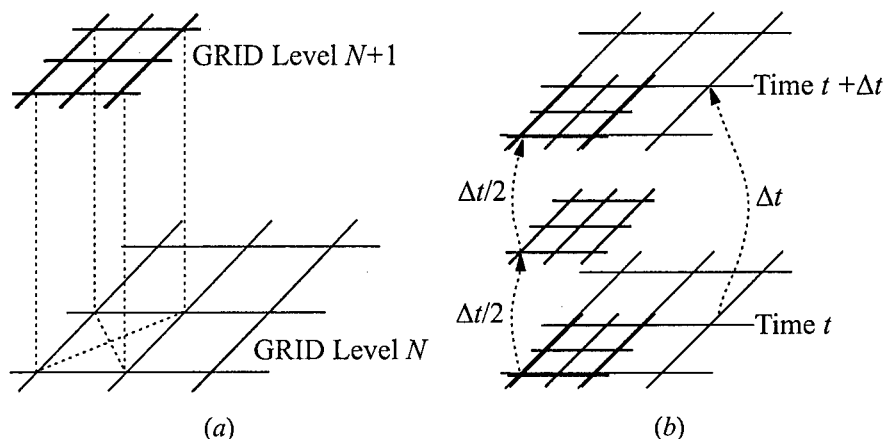 GRID Level N+1
GRID Level N
(a)
Time t +Δt
Δt/2
Δt
Δt/2
Time t
(b)